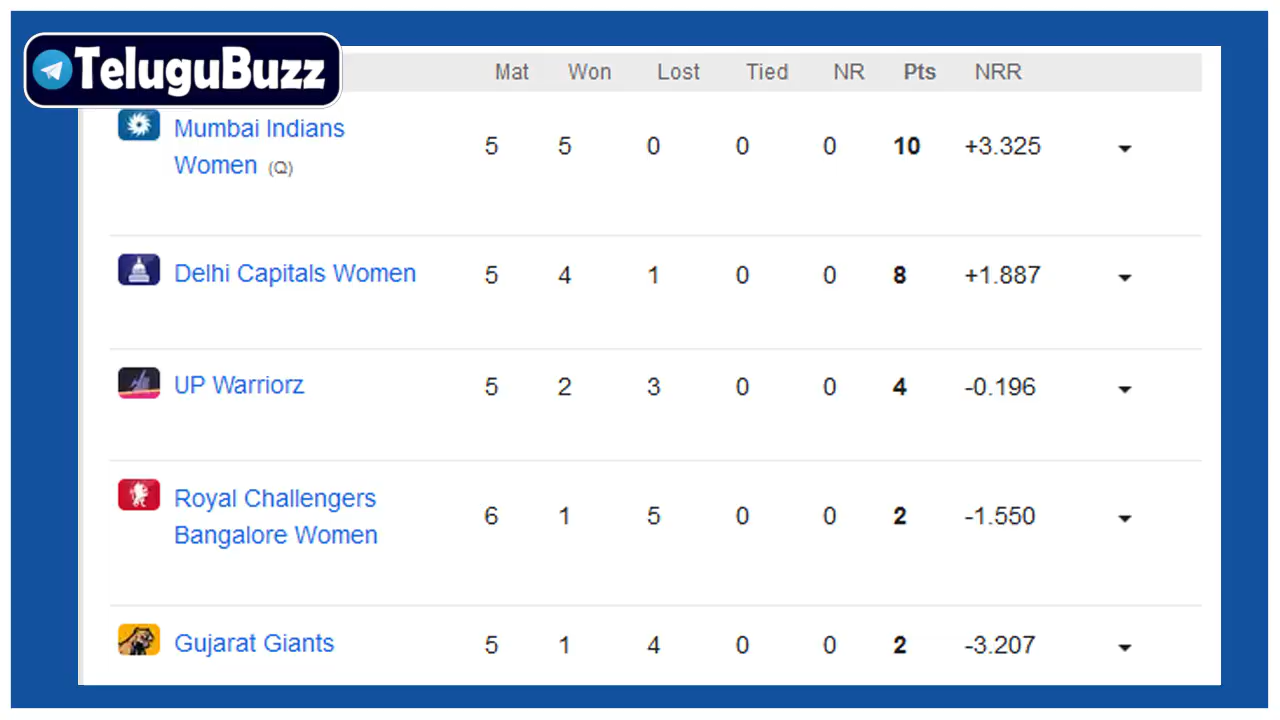 TeluguBuzz
Mat Won Lost Tied NR Pts NRR
Mumbai Indians
Women (Q) 5 5 0 0 0 10 +3.325
Delhi Capitals Women 5 4 1 0 0 8 +1.887
UP Warriorz 5 2 3 0 0 4 -0.196
Royal Challengers
Bangalore Women 6 1 5 0 0 2 -1.550
Gujarat Giants 5 1 4 0 0 2 -3.207